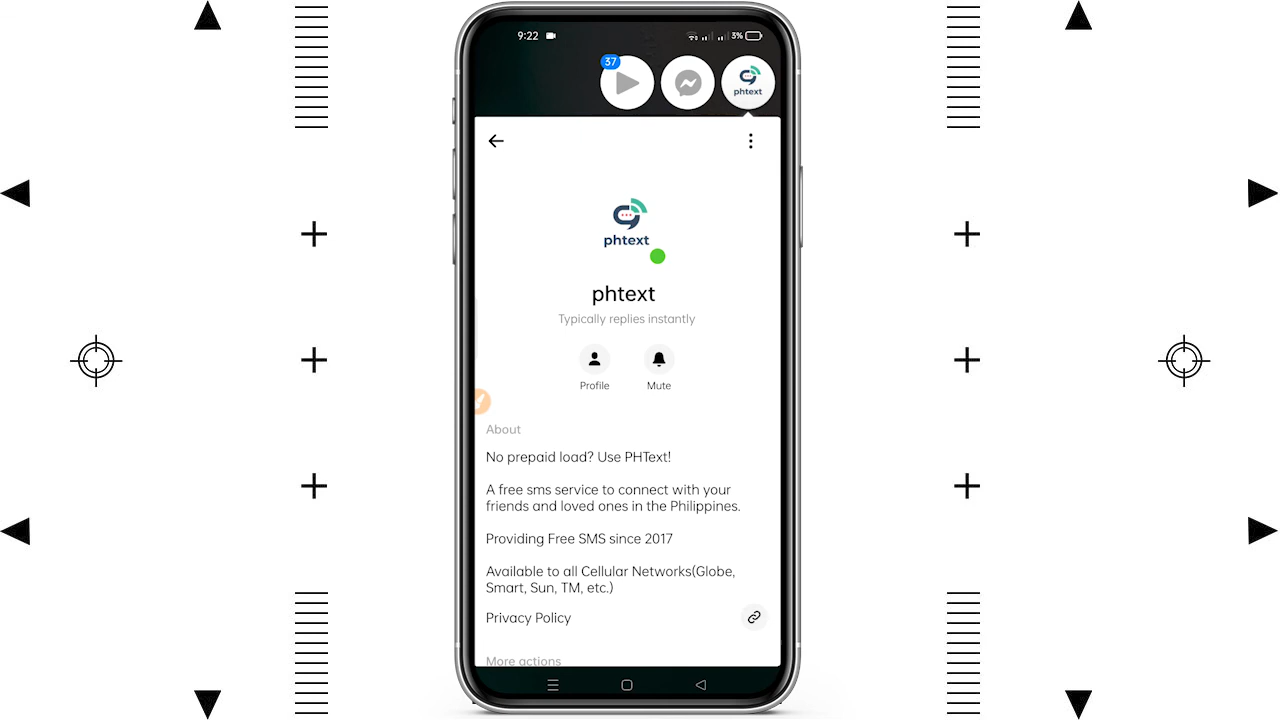 9:22
3%
37
phtext
phtext
phtext
Typically replies instantly
Profile
Mute
About
No prepaid load? Use PHText!
A free sms service to connect with your
friends and loved ones in the Philippines.
Providing Free SMS since 2017
Available to all Cellular Networks(Globe,
Smart, Sun, TM, etc.)
Privacy Policy
More actions